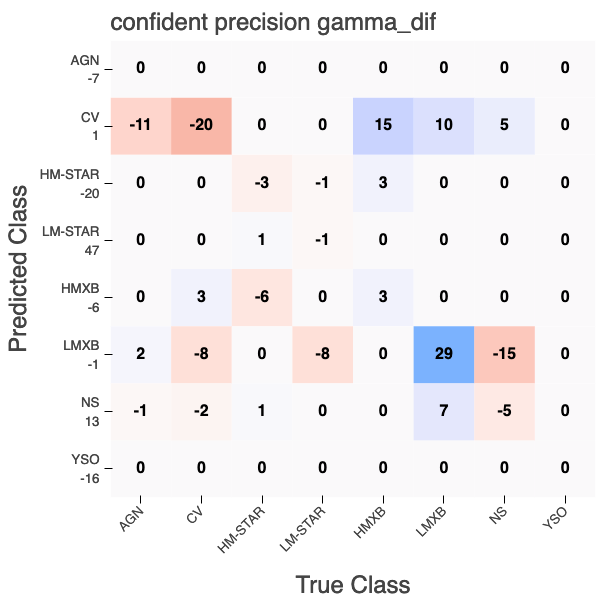 confident precision gamma_dif
AGN
-7
0 0 0 0 0 0 0 0
CV
1
-11 -20 0 0 15 10 5 0
HM-STAR
-20
0 0 -3 -1 3 0 0 0
LM-STAR
47
0 0 1 -1 0 0 0 0
HMXB
-6
0 3 -6 0 3 0 0 0
LMXB
-1
2 -8 0 -8 0 29 -15 0
NS
13
-1 -2 1 0 0 7 -5 0
YSO
-16
0 0 0 0 0 0 0 0
Predicted Class
AGN CV HM-STAR LM-STAR HMXB LMXB NS YSO
True Class